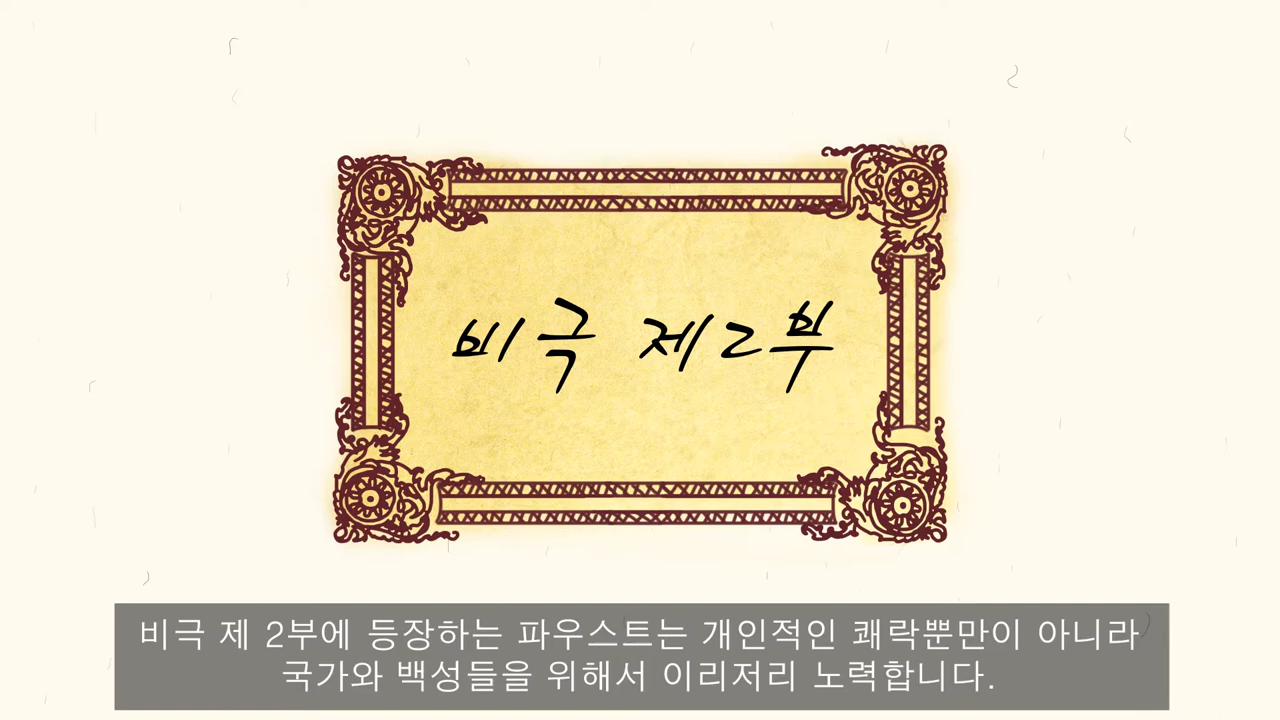 비극 제2부
비극 제 2부에 등장하는 파우스트는 개인적인 쾌락뿐만이 아니라
국가와 백성들을 위해서 이리저리 노력합니다.